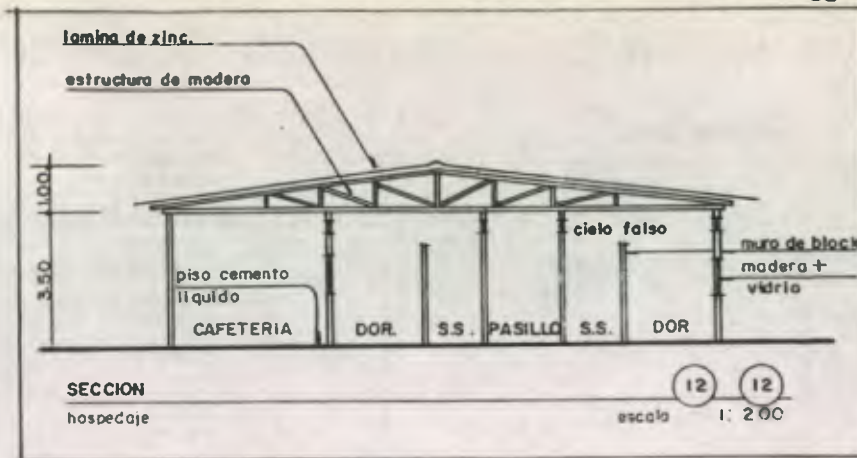 lamina de zinc.
estructura de madera
1.00
3.50
cielo falso
muro de block
madera +
vidrio
piso cemento
liquido
CAFETERIA
DOR.
S.S.
PASILLO
S.S.
DOR
SECCION
12
12
hospedaje
escala 1:200